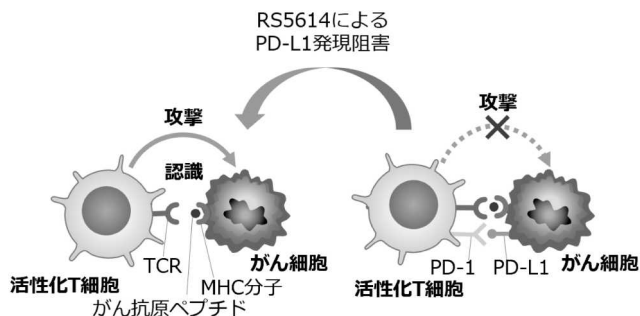 RS5614による
PD-L1発現阻害
攻撃
認識
TCR
MHC分子
がん抗原ペプチド
活性化T細胞
がん細胞
攻撃
PD-1
PD-L1
活性化T細胞
がん細胞